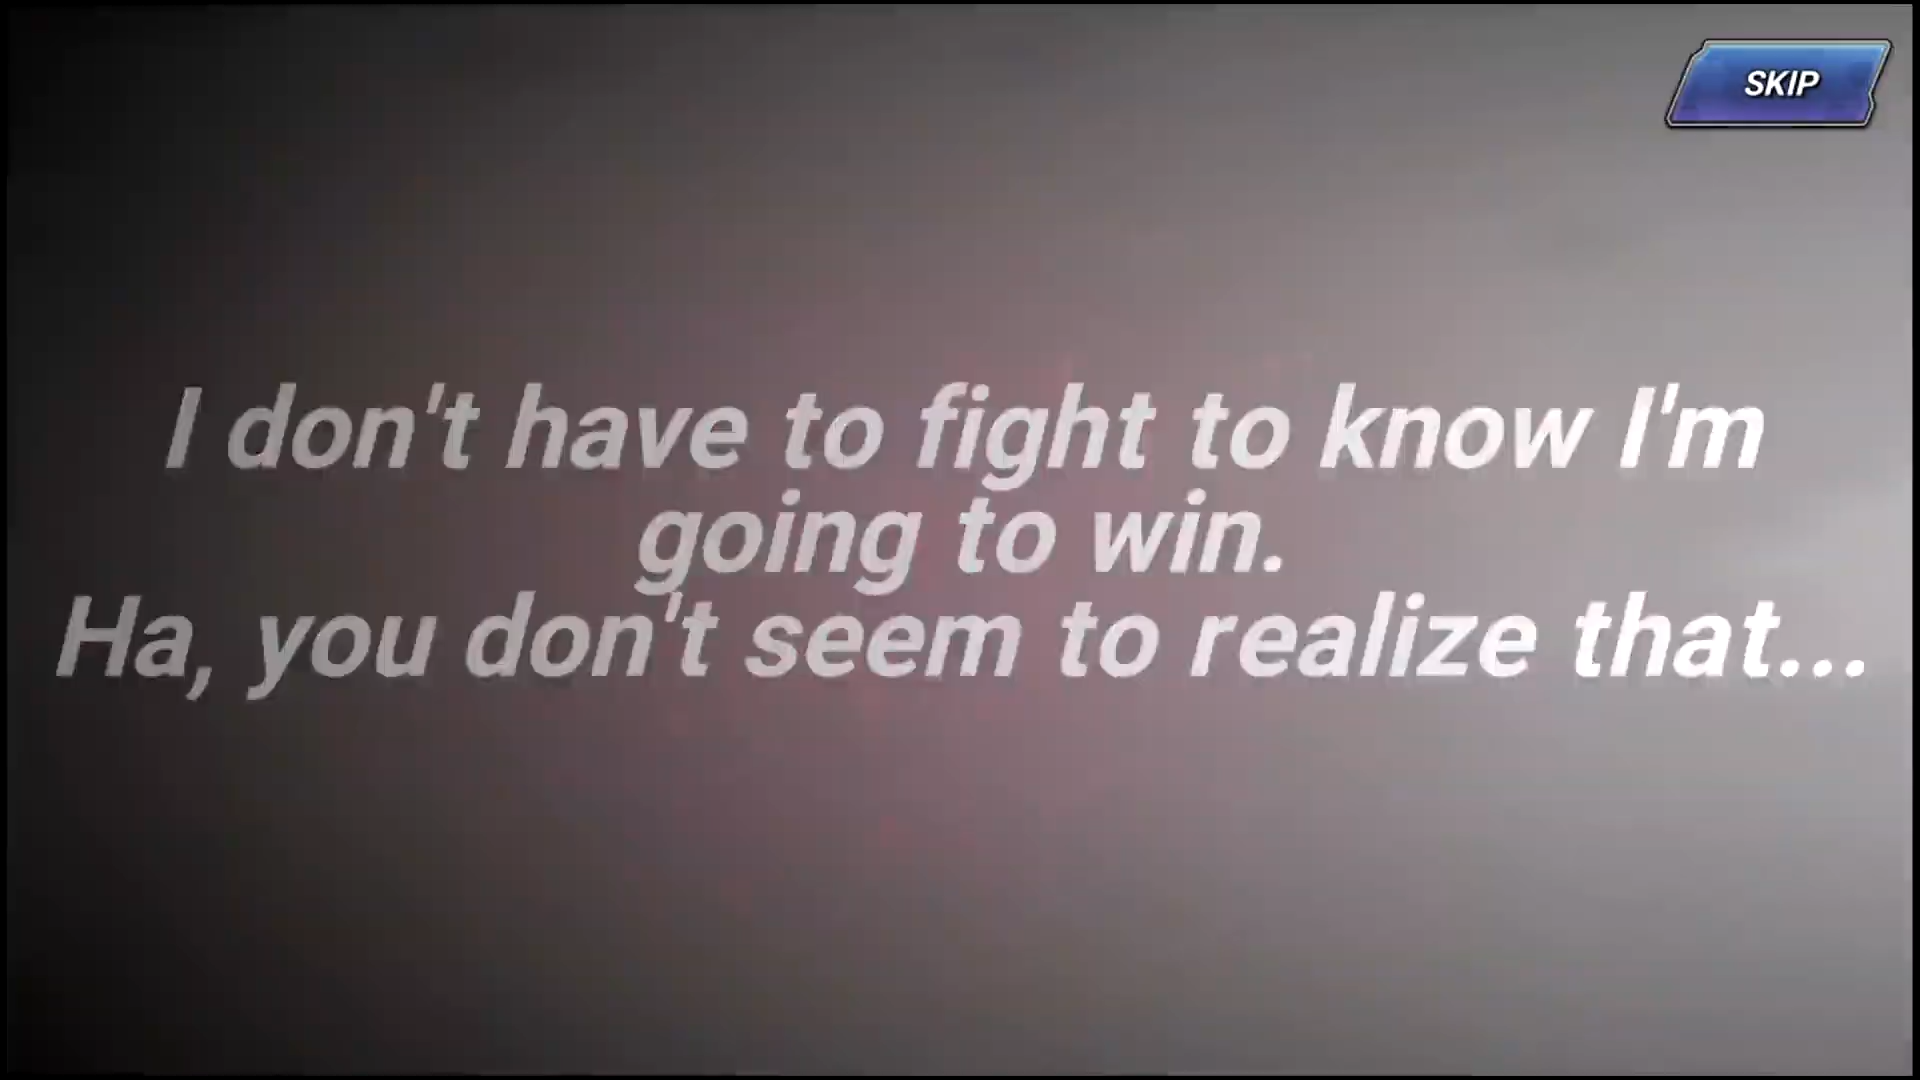 SKIP
I don't have to fight to know I'm
going to win.
Ha, you don't seem to realize that...